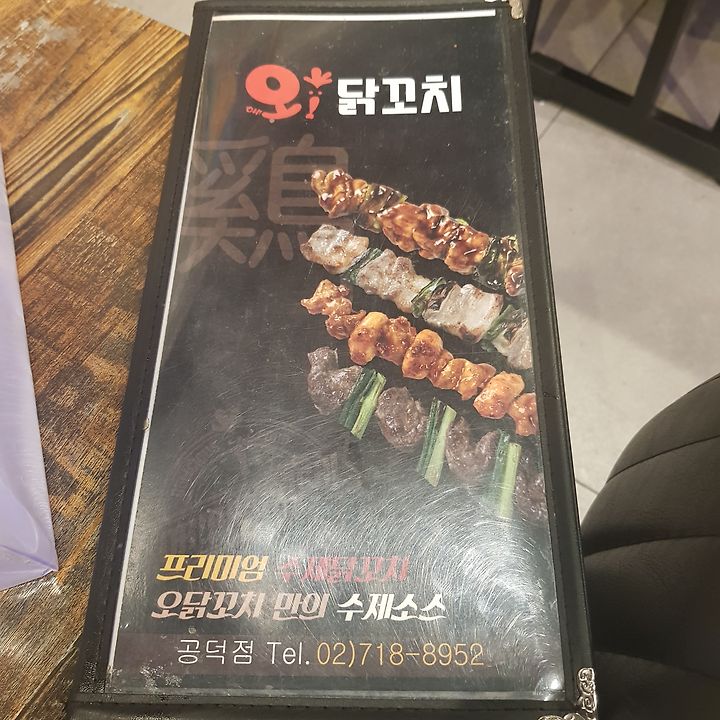 오! 닭꼬치
鷄
프리미엄 수제닭꼬치
오닭꼬치 만의 수제소스
공덕점 Tel. 02)718-8952